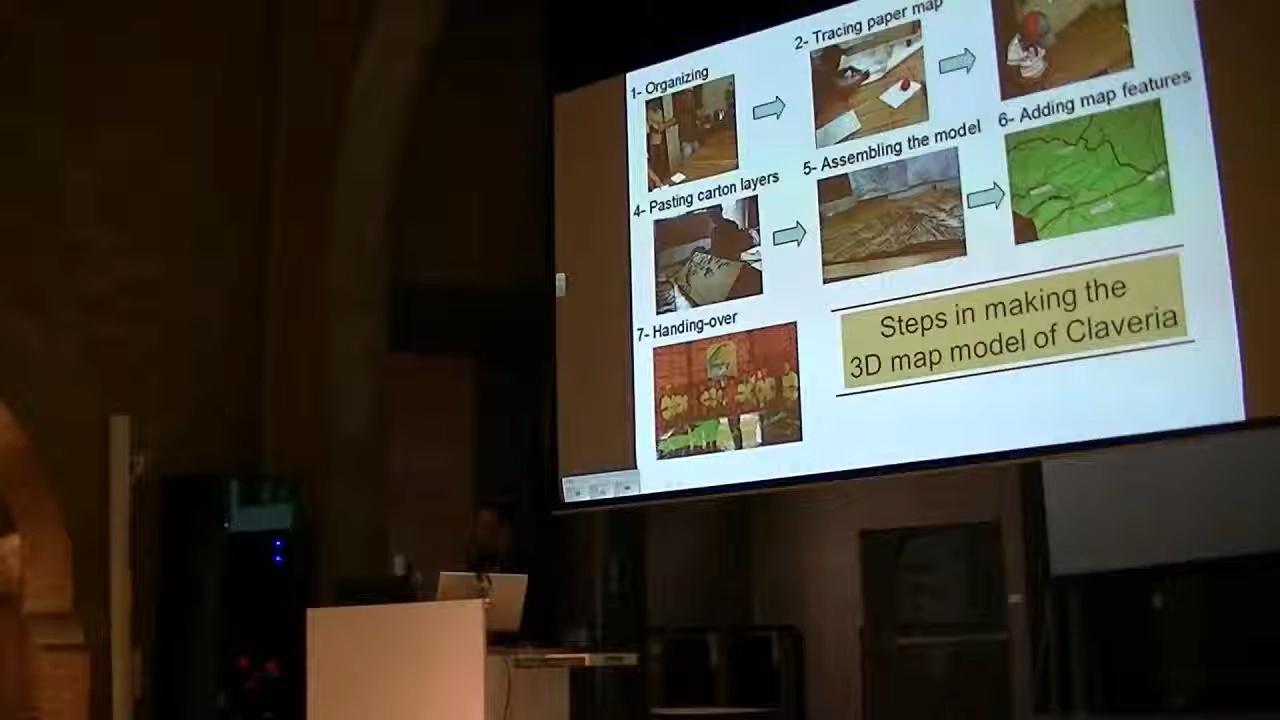 1- Organizing
2- Tracing paper map
4- Pasting carton layers
5- Assembling the model
6- Adding map features
7- Handing-over
Steps in making the
3D map model of Claveria